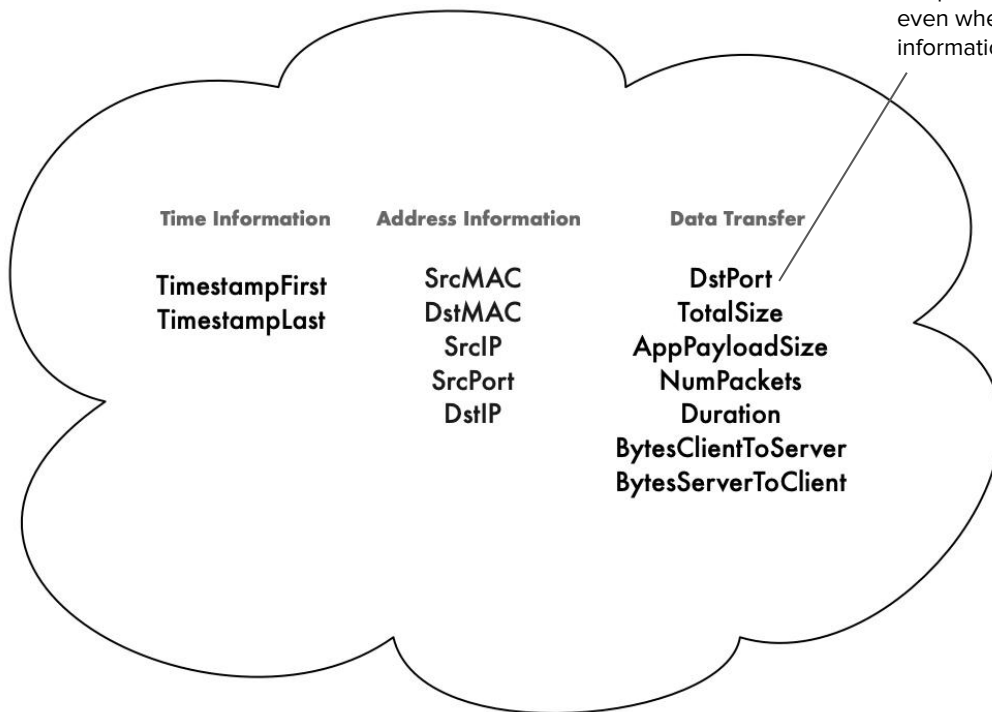 even whe
informatio
Time Information
Address Information
Data Transfer
TimestampFirst
TimestampLast
SrcMAC
DstMAC
SrcIP
SrcPort
DstIP
DstPort
TotalSize
AppPayloadSize
NumPackets
Duration
BytesClientToServer
BytesServerToClient